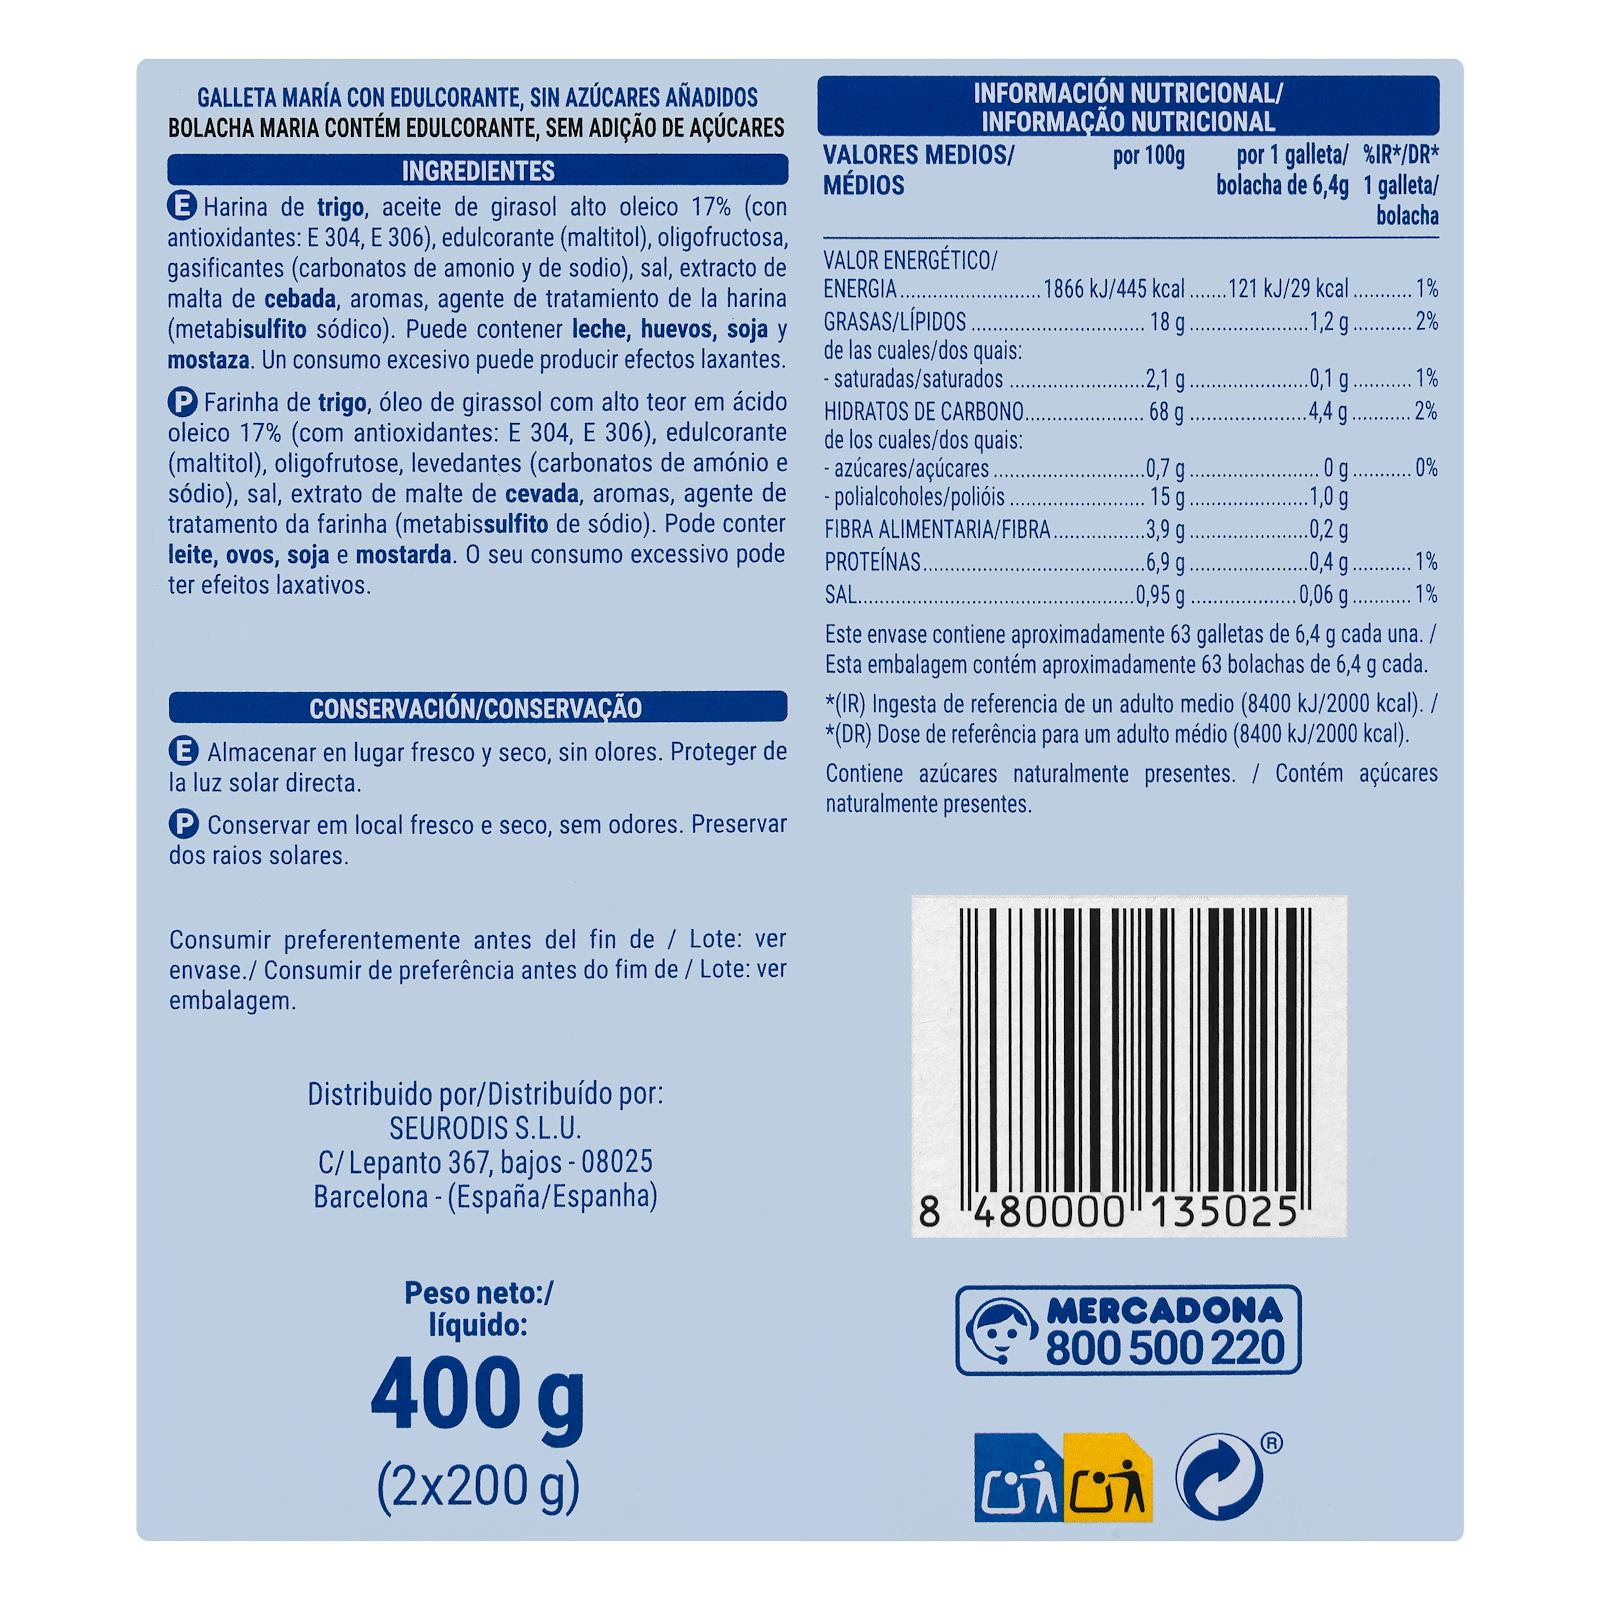 GALLETA MARÍA CON EDULCORANTE, SIN AZÚCARES AÑADIDOS
BOLACHA MARIA CONTÉM EDULCORANTE, SEM ADIÇÃO DE AÇÚCARES
INGREDIENTES
E Harina de trigo, aceite de girasol alto oleico 17% (con
antioxidantes: E 304, E 306), edulcorante (maltitol), oligofructosa,
gasificantes (carbonatos de amonio y de sodio), sal, extracto de
malta de cebada, aromas, agente de tratamiento de la harina
(metabisulfito sódico). Puede contener leche, huevos, soja y
mostaza. Un consumo excesivo puede producir efectos laxantes.
P Farinha de trigo, óleo de girassol com alto teor em ácido
oleico 17% (com antioxidantes: E 304, E 306), edulcorante
(maltitol), oligofrutose, levedantes (carbonatos de amónio e
sódio), sal, extrato de malte de cevada, aromas, agente de
tratamento da farinha (metabissulfito de sódio). Pode conter
leite, ovos, soja e mostarda. O seu consumo excessivo pode
ter efeitos laxativos.
CONSERVACIÓN/CONSERVAÇÃO
E Almacenar en lugar fresco y seco, sin olores. Proteger de
la luz solar directa.
P Conservar em local fresco e seco, sem odores. Preservar
dos raios solares.
Consumir preferentemente antes del fin de / Lote: ver
envase./ Consumir de preferência antes do fim de / Lote: ver
embalagem.
Distribuido por/Distribuído por:
SEURODIS S.L.U.
C/ Lepanto 367, bajos - 08025
Barcelona - (España/Espanha)
Peso neto:/
líquido:
400 g
(2x200 g)
INFORMACIÓN NUTRICIONAL/
INFORMAÇÃO NUTRICIONAL
VALORES MEDIOS/ por 100g por 1 galleta/ %IR*/DR*
MÉDIOS bolacha de 6,4g 1 galleta/
bolacha
VALOR ENERGÉTICO/
ENERGIA 1866 kJ/445 kcal 121 kJ/29 kcal 1%
GRASAS/LÍPIDOS 18 g 1,2 g 2%
de las cuales/dos quais:
- saturadas/saturados 2,1 g 0,1 g 1%
HIDRATOS DE CARBONO 68 g 4,4 g 2%
de los cuales/dos quais:
- azúcares/açúcares 0,7 g 0 g 0%
- polialcoholes/polióis 15 g 1,0 g
FIBRA ALIMENTARIA/FIBRA 3,9 g 0,2 g
PROTEÍNAS 6,9 g 0,4 g 1%
SAL 0,95 g 0,06 g 1%
Este envase contiene aproximadamente 63 galletas de 6,4 g cada una. /
Esta embalagem contém aproximadamente 63 bolachas de 6,4 g cada.
*(IR) Ingesta de referencia de un adulto medio (8400 kJ/2000 kcal). /
*(DR) Dose de referência para um adulto médio (8400 kJ/2000 kcal).
Contiene azúcares naturalmente presentes. / Contém açúcares
naturalmente presentes.
8 480000 135025
MERCADONA
800 500 220
®